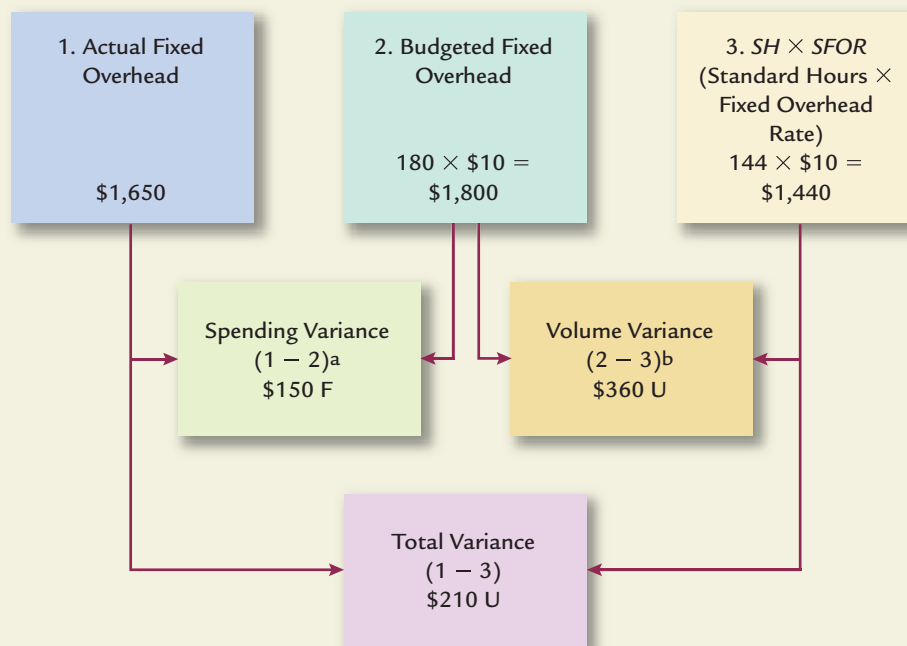 1. Actual Fixed
Overhead
$1,650
2. Budgeted Fixed
Overhead
180 × $10 =
$1,800
3. SH × SFOR
(Standard Hours ×
Fixed Overhead
Rate)
144 × $10 =
$1,440
Spending Variance
(1 − 2)a
$150 F
Volume Variance
(2 − 3)b
$360 U
Total Variance
(1 − 3)
$210 U